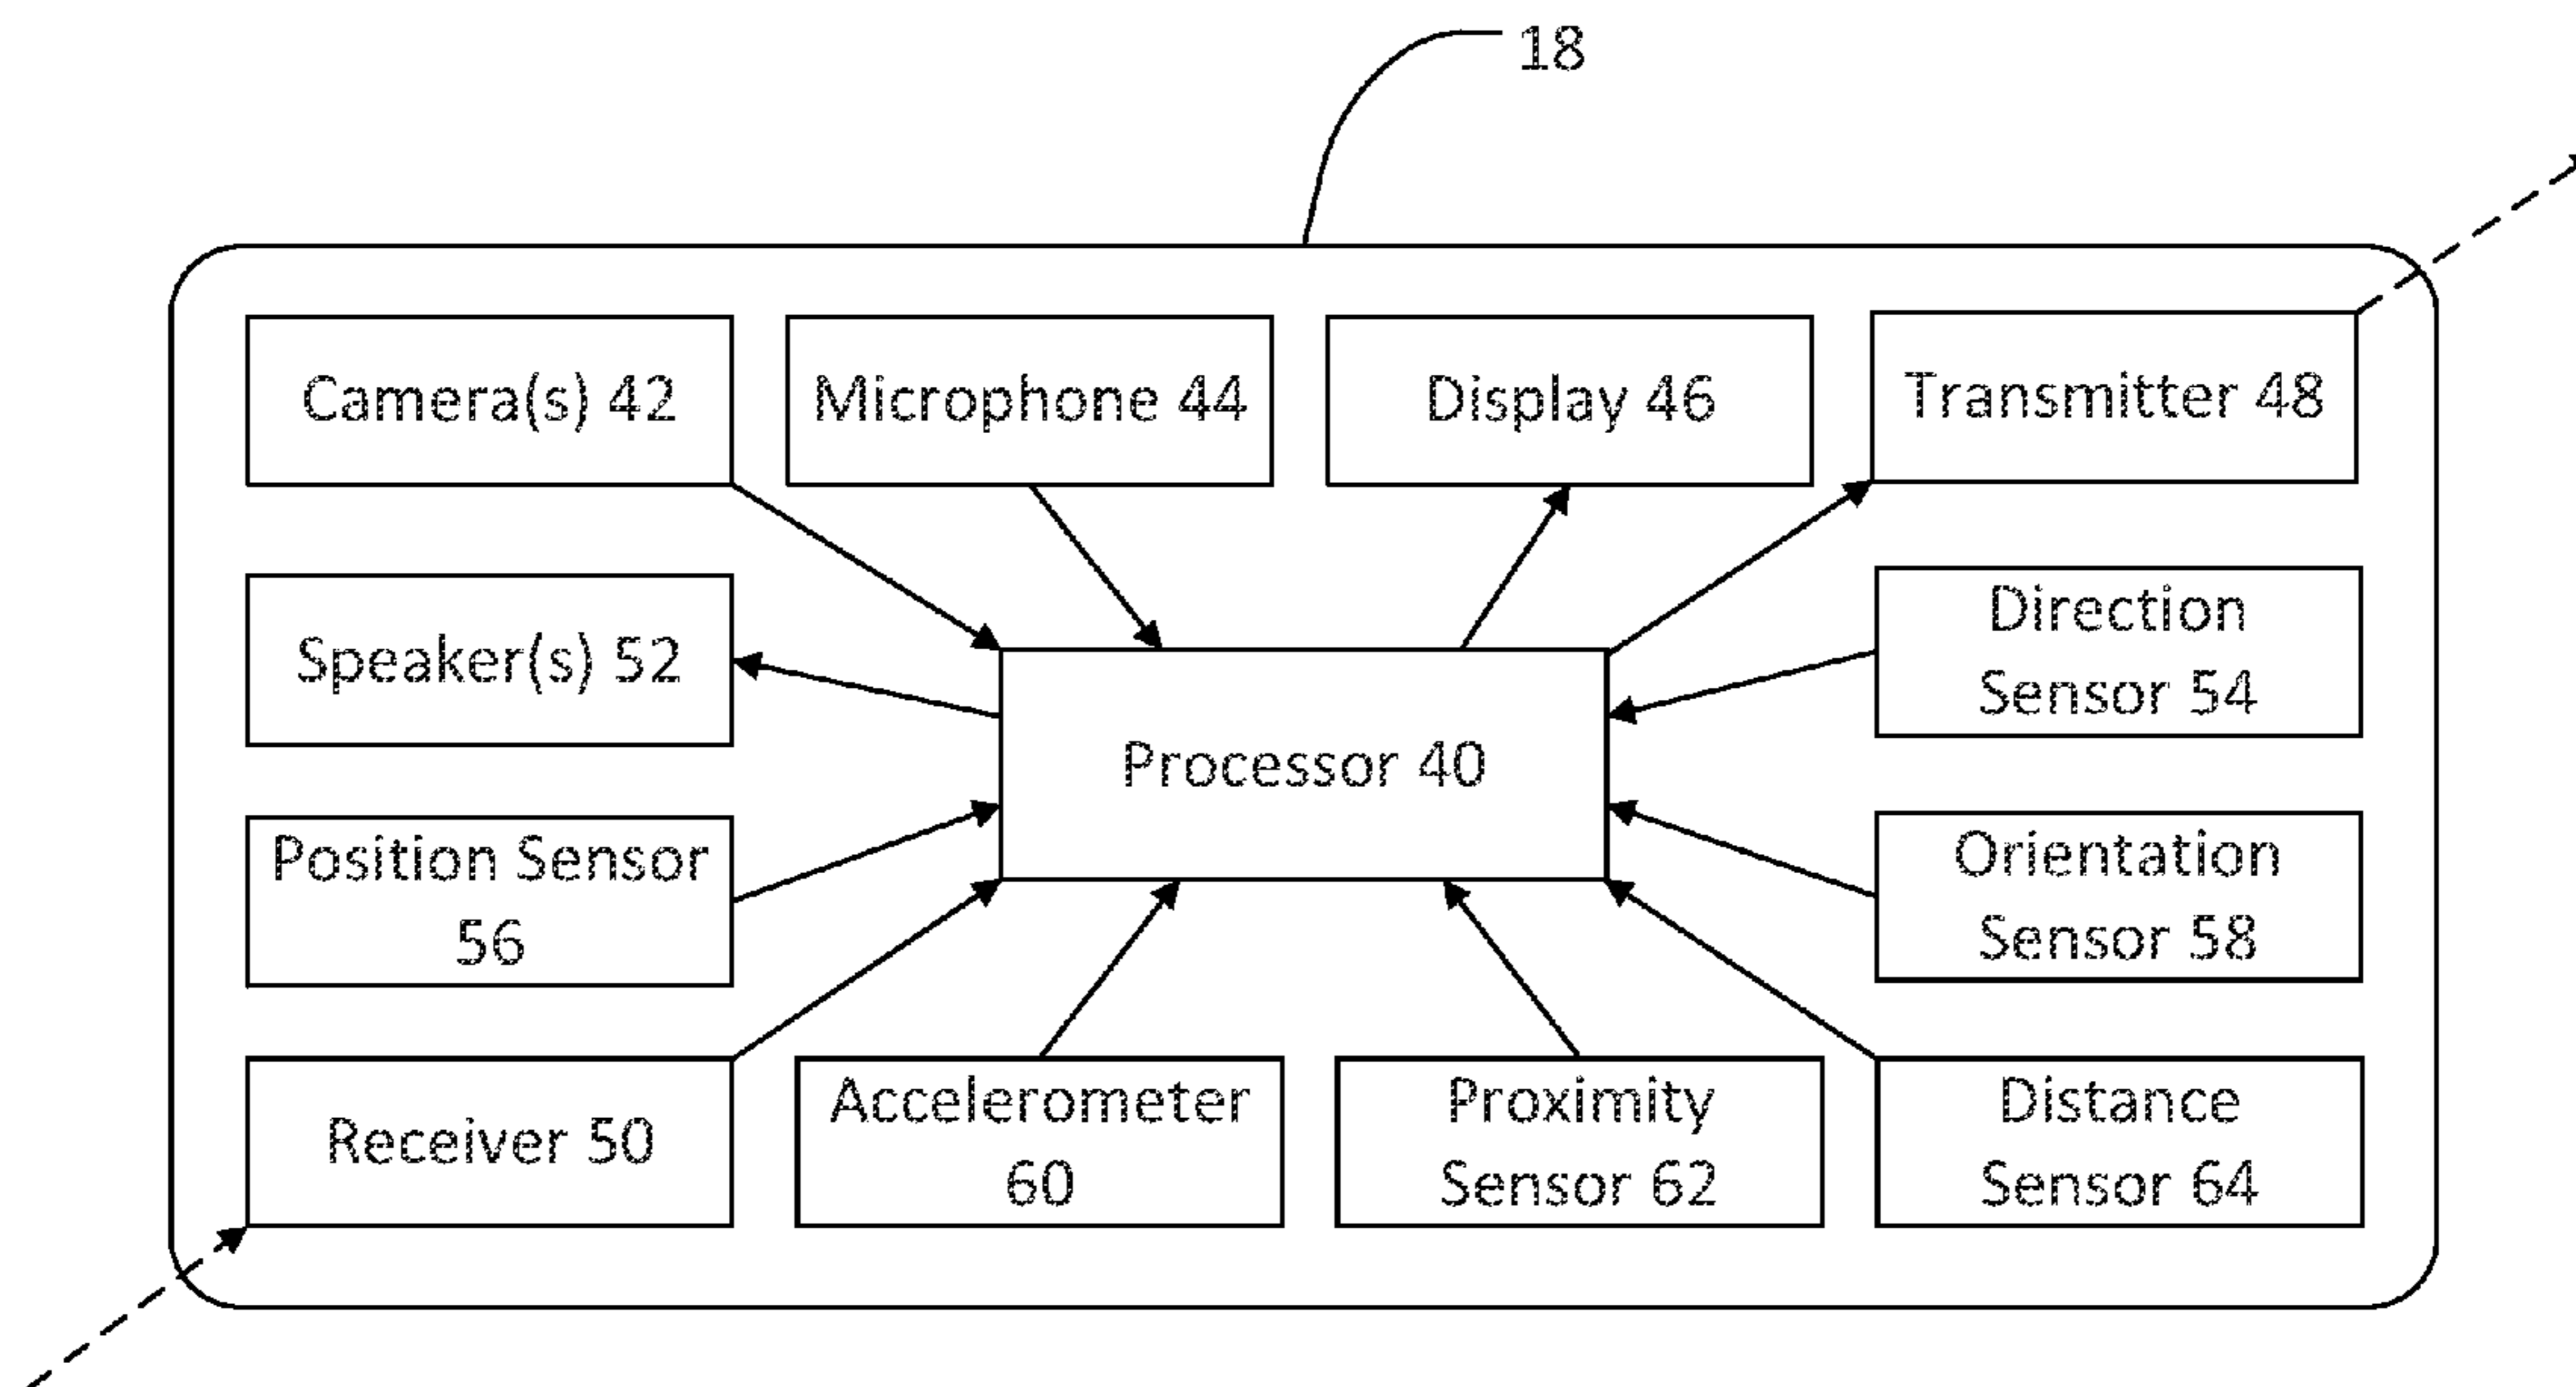 18
Camera(s) 42
Microphone 44
Display 46
Transmitter 48
Speaker(s) 52
Direction
Sensor 54
Processor 40
Position Sensor
56
Orientation
Sensor 58
Receiver 50
Accelerometer
60
Proximity
Sensor 62
Distance
Sensor 64